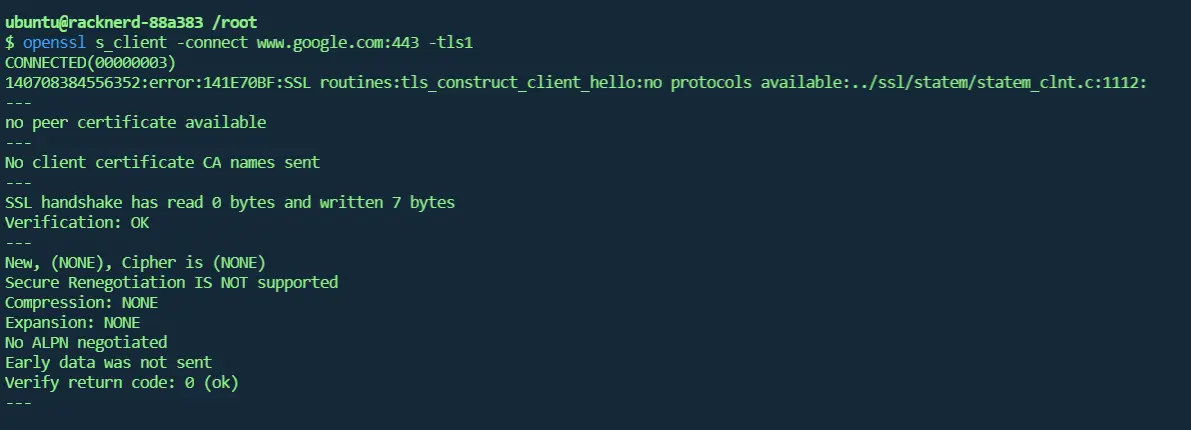 ubuntu@racknerd-88a383 /root
$ openssl s_client -connect www.google.com:443 -tls1
CONNECTED(00000003)
140708384556352:error:141E70BF:SSL routines:tls_construct_client_hello:no protocols available:../ssl/statem/statem_clnt.c:1112:
---
no peer certificate available
---
No client certificate CA names sent
---
SSL handshake has read 0 bytes and written 7 bytes
Verification: OK
---
New, (NONE), Cipher is (NONE)
Secure Renegotiation IS NOT supported
Compression: NONE
Expansion: NONE
No ALPN negotiated
Early data was not sent
Verify return code: 0 (ok)
---